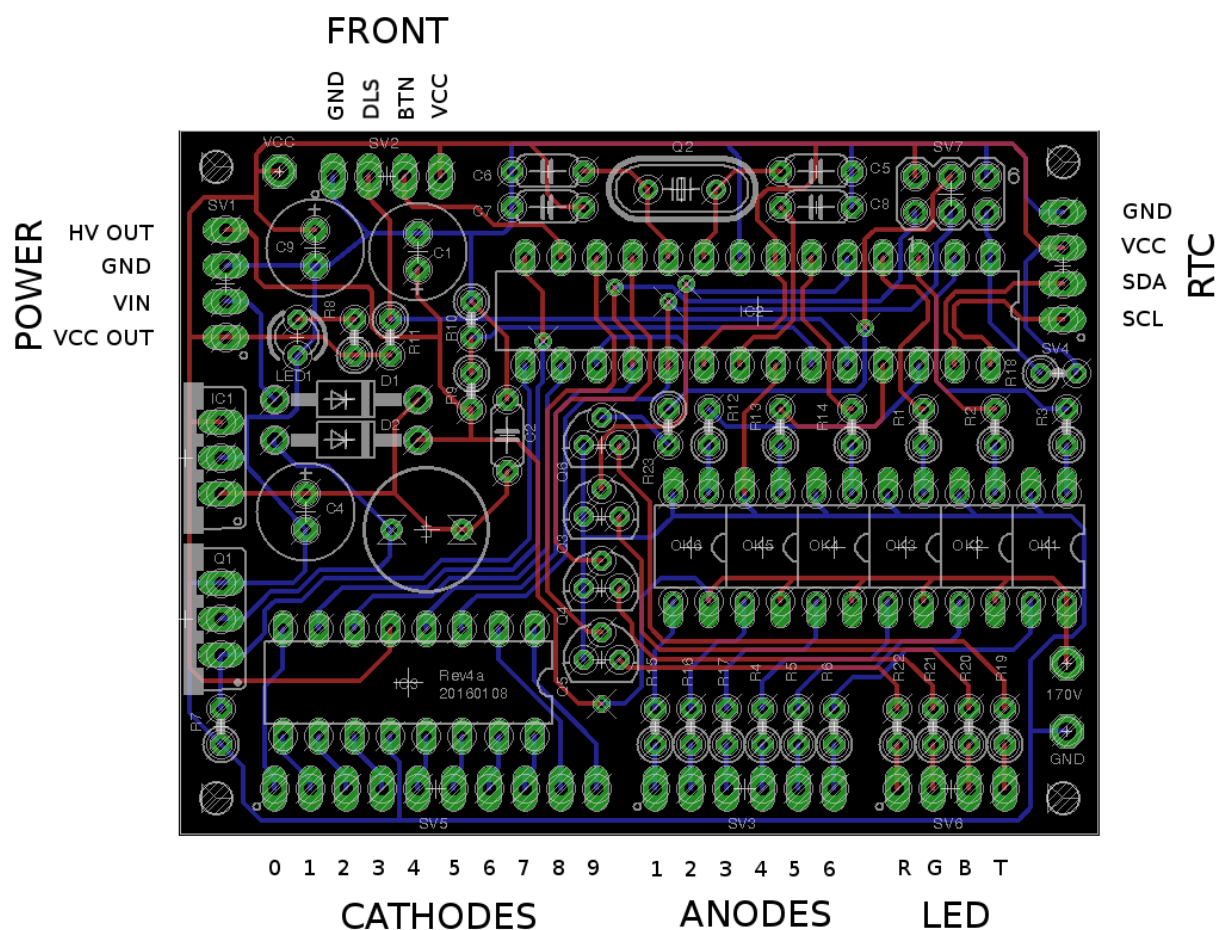 FRONT
GND
DLS
BTN
VCC
VCC
SV2
C6
Q2
C5
SV7
6
C7
C8
1
SV1
POWER
HV OUT
GND
VIN
VCC OUT
GND
VCC
SDA
SCL
RTC
C9
C1
IC2
R8
R10
R11
LED1
SV4
R18
IC1
D1
D2
R9
C2
R12
R13
R14
R1
R2
R3
R23
Q6
C4
Q3
OK6
OK5
OK4
OK3
OK2
OK1
Q1
Q4
IC3
Rev4a
20160108
Q5
R15
R16
R17
R4
R5
R6
R22
R21
R20
R19
170V
R7
GND
SV5
SV3
SV6
0 1 2 3 4 5 6 7 8 9
1 2 3 4 5 6
R G B T
CATHODES
ANODES
LED